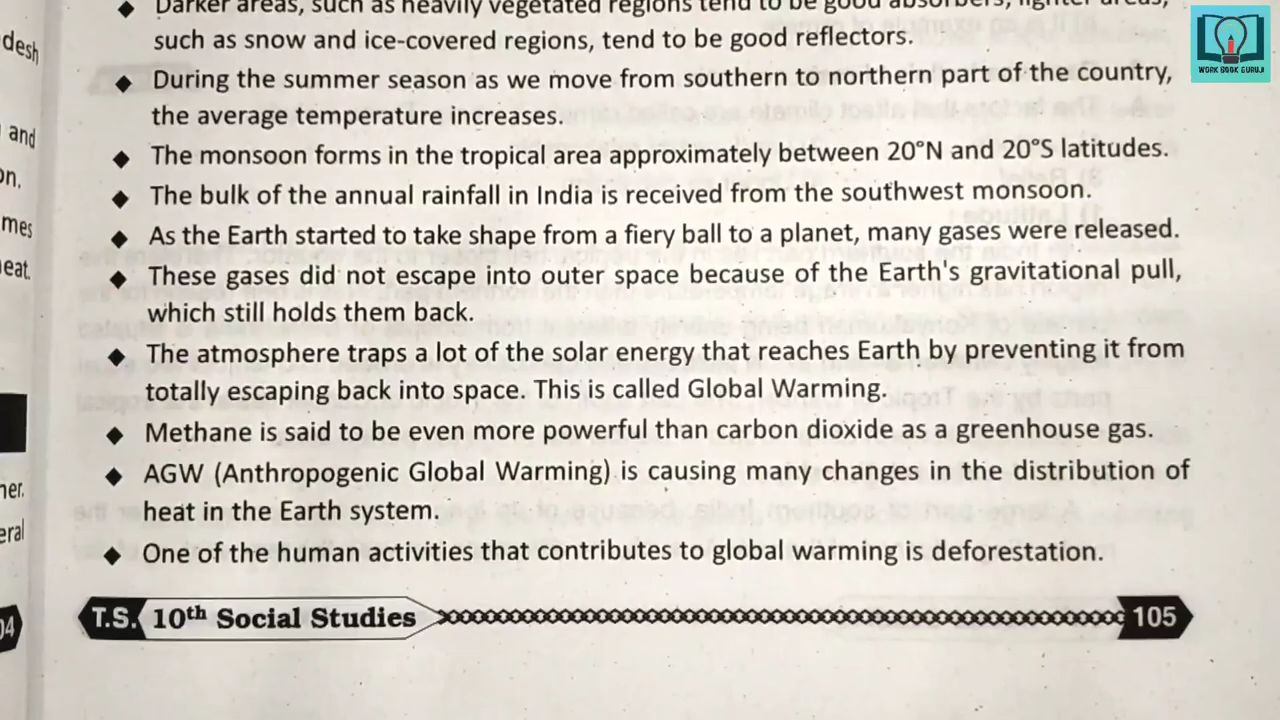 Darker areas, such as heavily vegetated regions tend to be good absorbers, lighter areas,
such as snow and ice-covered regions, tend to be good reflectors.
During the summer season as we move from southern to northern part of the country,
the average temperature increases.
The monsoon forms in the tropical area approximately between 20°N and 20°S latitudes.
The bulk of the annual rainfall in India is received from the southwest monsoon.
As the Earth started to take shape from a fiery ball to a planet, many gases were released.
These gases did not escape into outer space because of the Earth's gravitational pull,
which still holds them back.
The atmosphere traps a lot of the solar energy that reaches Earth by preventing it from
totally escaping back into space. This is called Global Warming.
Methane is said to be even more powerful than carbon dioxide as a greenhouse gas.
AGW (Anthropogenic Global Warming) is causing many changes in the distribution of
heat in the Earth system.
One of the human activities that contributes to global warming is deforestation.
T.S. 10th Social Studies 105
desh
and
on,
mes
eat.
her.
eral
04
WORK BOOK GURUJI